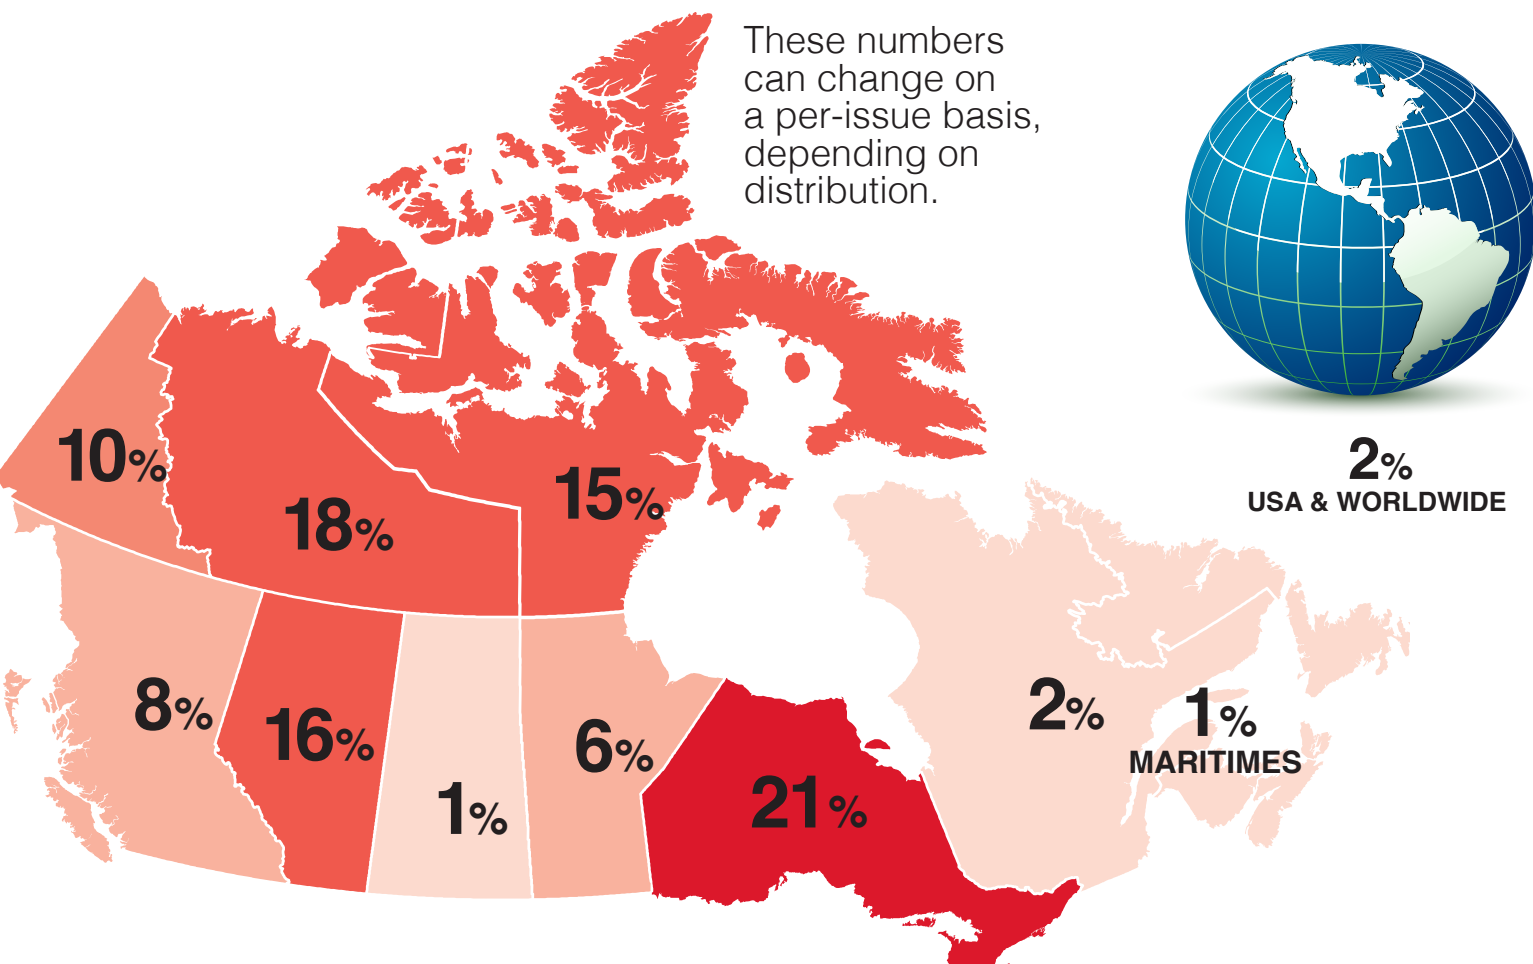 These numbers
can change on
a per-issue basis,
depending on
distribution.
10%
18%
15%
2%
USA & WORLDWIDE
8%
16%
1%
6%
21%
2%
1%
MARITIMES